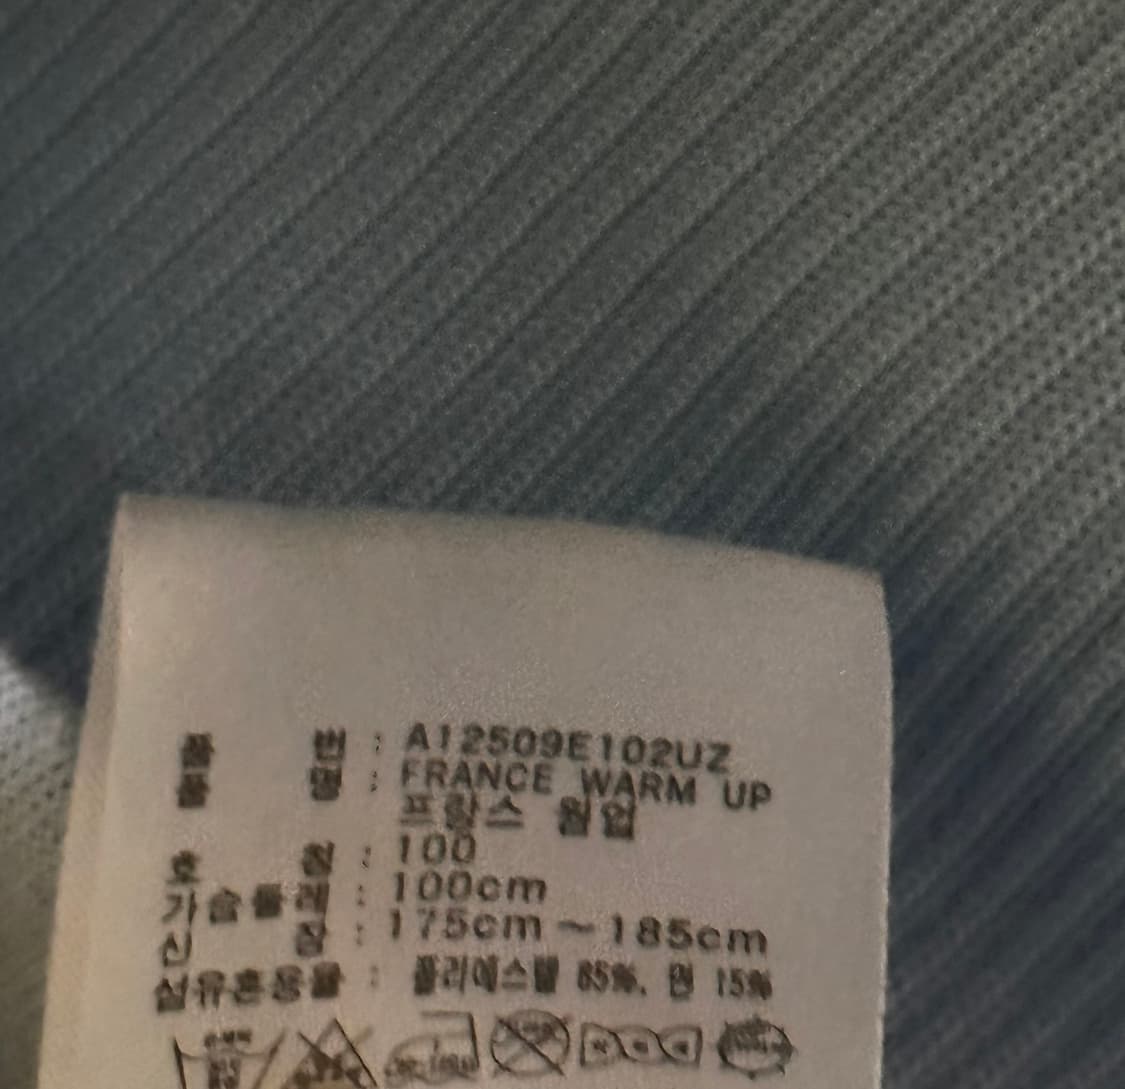 품 번 : A12509E102UZ
품 명 : FRANCE WARM UP
프랑스 웜업
호 칭 : 100
가슴둘레 : 100cm
신 장 : 175cm ~ 185cm
섬유혼용율 : 폴리에스텔 85%, 면 15%